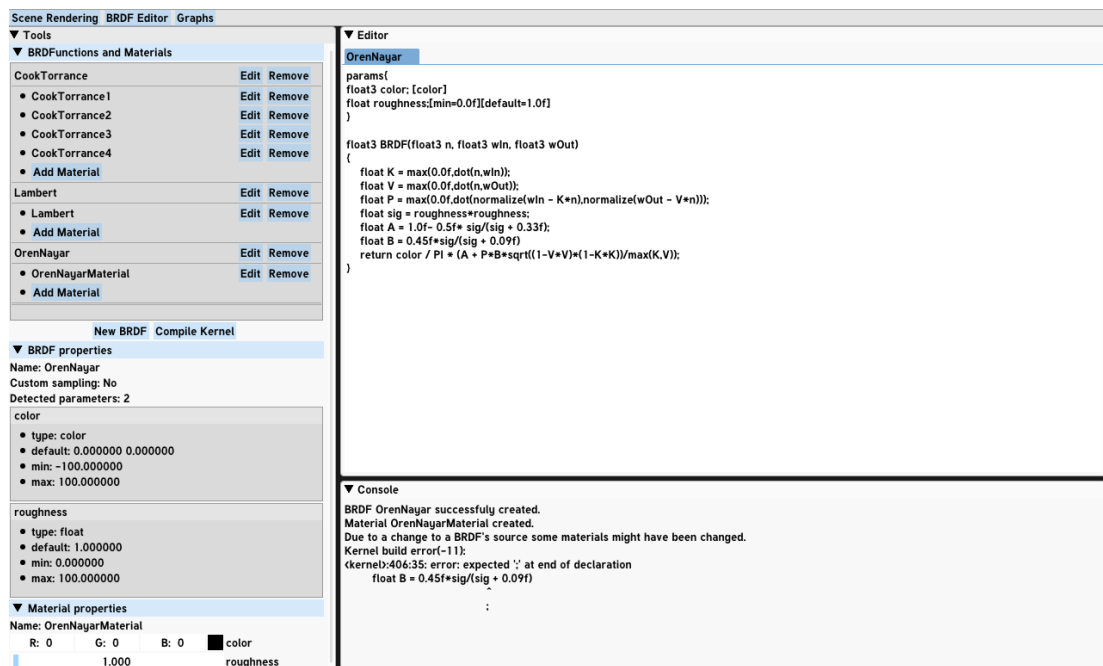 Scene Rendering BRDF Editor Graphs
Tools
BRDFunctions and Materials
CookTorrance Edit Remove
CookTorrance1 Edit Remove
CookTorrance2 Edit Remove
CookTorrance3 Edit Remove
CookTorrance4 Edit Remove
Add Material
Lambert Edit Remove
Lambert Edit Remove
Add Material
OrenNayar Edit Remove
OrenNayarMaterial Edit Remove
Add Material
New BRDF Compile Kernel
BRDF properties
Name: OrenNayar
Custom sampling: No
Detected parameters: 2
color
type: color
default: 0.000000 0.000000
min: -100.000000
max: 100.000000
roughness
type: float
default: 1.000000
min: 0.000000
max: 100.000000
Material properties
Name: OrenNayarMaterial
R: 0 G: 0 B: 0 color
1.000 roughness
Editor
OrenNayar
params{
float3 color; [color]
float roughness;[min=0.0f][default=1.0f]
}
float3 BRDF(float3 n, float3 wIn, float3 wOut)
{
float K = max(0.0f,dot(n,wIn));
float V = max(0.0f,dot(n,wOut));
float P = max(0.0f,dot(normalize(wIn - K*n),normalize(wOut - V*n)));
float sig = roughness*roughness;
float A = 1.0f- 0.5f* sig/(sig + 0.33f);
float B = 0.45f*sig/(sig + 0.09f)
return color / PI * (A + P*B*sqrt((1-V*V)*(1-K*K))/max(K,V));
}
Console
BRDF OrenNayar successfuly created.
Material OrenNayarMaterial created.
Due to a change to a BRDF's source some materials might have been changed.
Kernel build error(-11):
<kernel>:406:35: error: expected ';' at end of declaration
float B = 0.45f*sig/(sig + 0.09f)
^
;